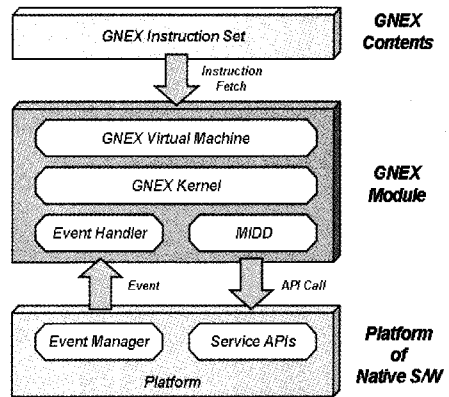 GNEX Instruction Set
GNEX
Contents
Instruction
Fetch
GNEX Virtual Machine
GNEX Kernel
Event Handler
MIDD
GNEX
Module
Event
API Call
Event Manager
Service APIs
Platform
Platform
of
Native S/W